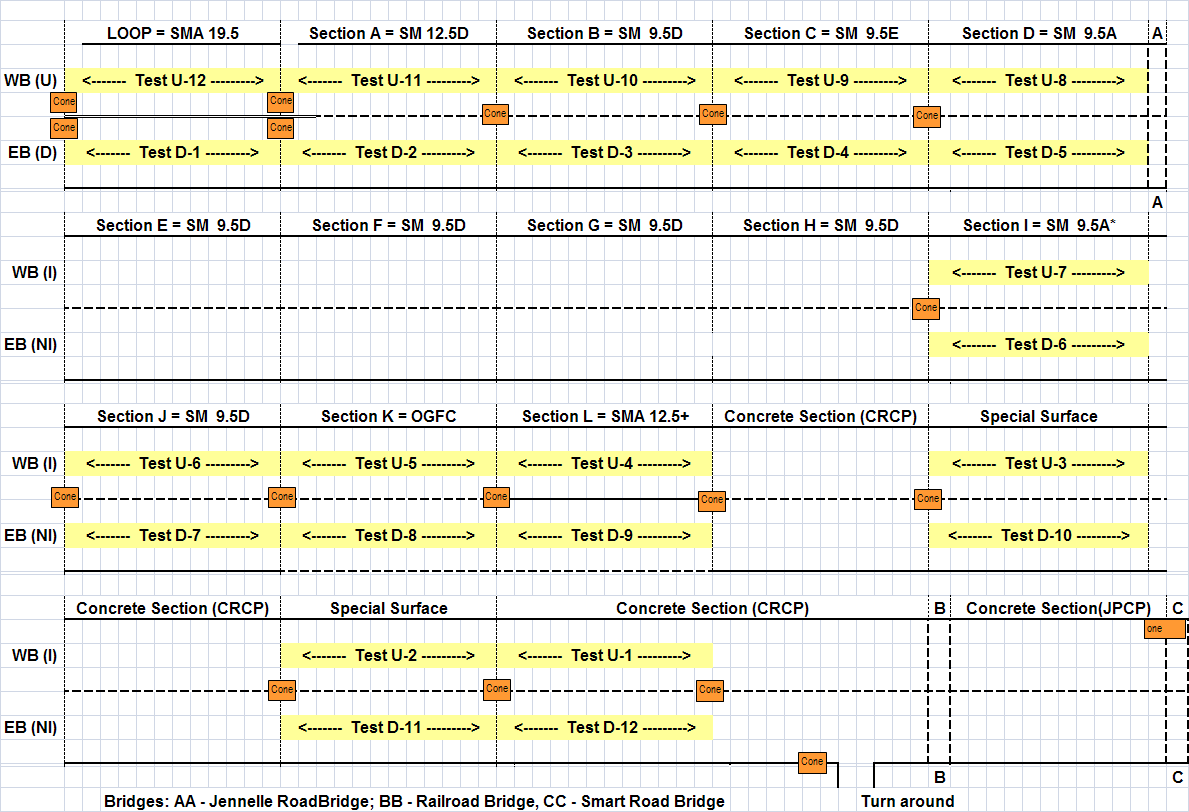 LOOP = SMA 19.5 Section A = SM 12.5D Section B = SM 9.5D Section C = SM 9.5E Section D = SM 9.5A A
WB (U) <------- Test U-12 ---------> <------- Test U-11 ---------> <------- Test U-10 ---------> <------- Test U-9 ---------> <------- Test U-8 --------->
Cone Cone
Cone Cone Cone
Cone Cone
EB (D) <------- Test D-1 ---------> <------- Test D-2 ---------> <------- Test D-3 ---------> <------- Test D-4 ---------> <------- Test D-5 --------->
A
Section E = SM 9.5D Section F = SM 9.5D Section G = SM 9.5D Section H = SM 9.5D Section I = SM 9.5A*
WB (I) <------- Test U-7 --------->
Cone
EB (NI) <------- Test D-6 --------->
Section J = SM 9.5D Section K = OGFC Section L = SMA 12.5+ Concrete Section (CRCP) Special Surface
WB (I) <------- Test U-6 ---------> <------- Test U-5 ---------> <------- Test U-4 ---------> <------- Test U-3 --------->
Cone Cone Cone Cone Cone
EB (NI) <------- Test D-7 ---------> <------- Test D-8 ---------> <------- Test D-9 ---------> <------- Test D-10 --------->
Concrete Section (CRCP) Special Surface Concrete Section (CRCP) B Concrete Section(JPCP) C
one
WB (I) <------- Test U-2 ---------> <------- Test U-1 --------->
Cone Cone Cone
EB (NI) <------- Test D-11 ---------> <------- Test D-12 --------->
Cone
B C
Bridges: AA - Jennelle RoadBridge; BB - Railroad Bridge, CC - Smart Road Bridge Turn around